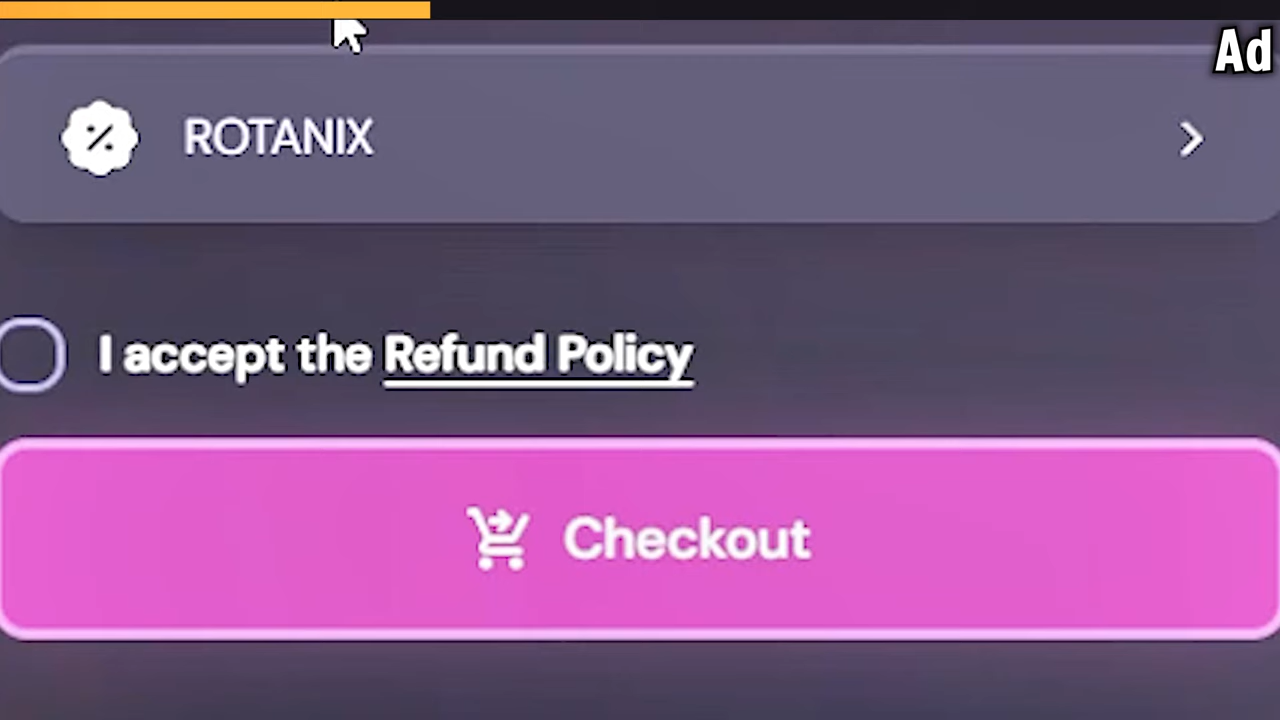 Ad
ROTANIX
I accept the Refund Policy
Checkout